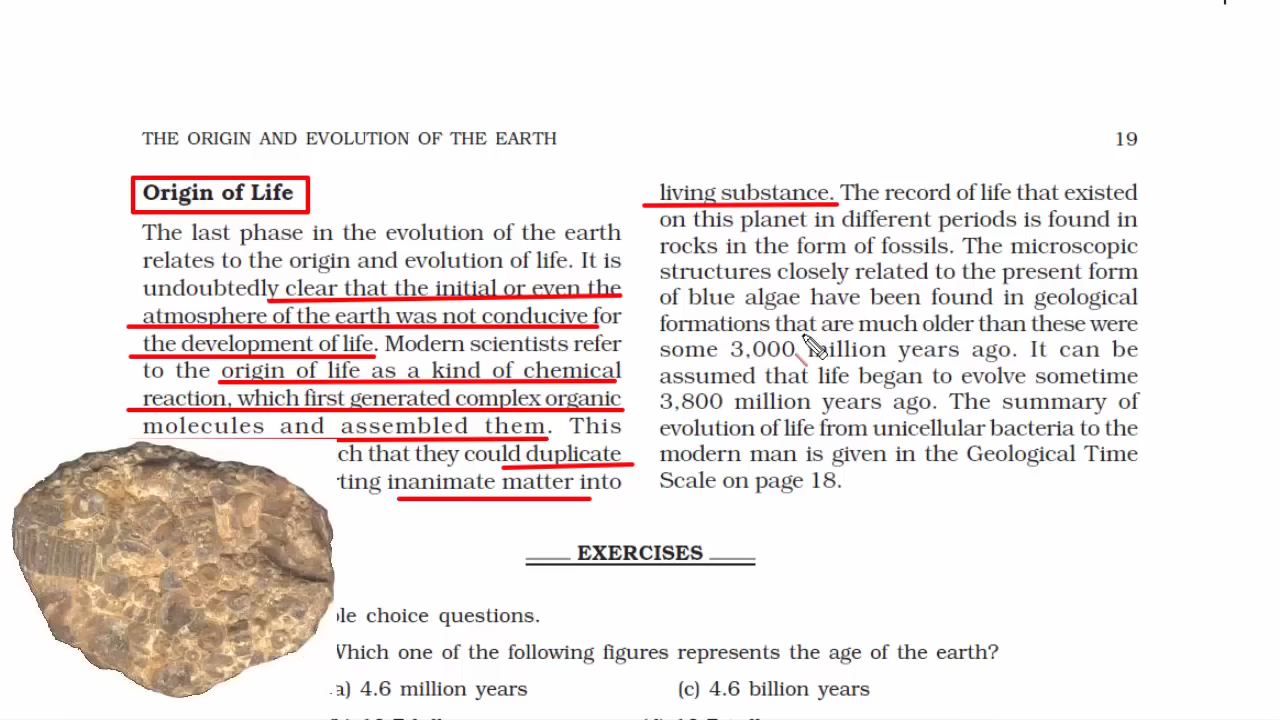 THE ORIGIN AND EVOLUTION OF THE EARTH 19
Origin of Life
The last phase in the evolution of the earth
relates to the origin and evolution of life. It is
undoubtedly clear that the initial or even the
atmosphere of the earth was not conducive for
the development of life. Modern scientists refer
to the origin of life as a kind of chemical
reaction, which first generated complex organic
molecules and assembled them. This
ch that they could duplicate
rting inanimate matter into
living substance. The record of life that existed
on this planet in different periods is found in
rocks in the form of fossils. The microscopic
structures closely related to the present form
of blue algae have been found in geological
formations that are much older than these were
some 3,000 million years ago. It can be
assumed that life began to evolve sometime
3,800 million years ago. The summary of
evolution of life from unicellular bacteria to the
modern man is given in the Geological Time
Scale on page 18.
EXERCISES
ple choice questions.
Which one of the following figures represents the age of the earth?
a) 4.6 million years (c) 4.6 billion years